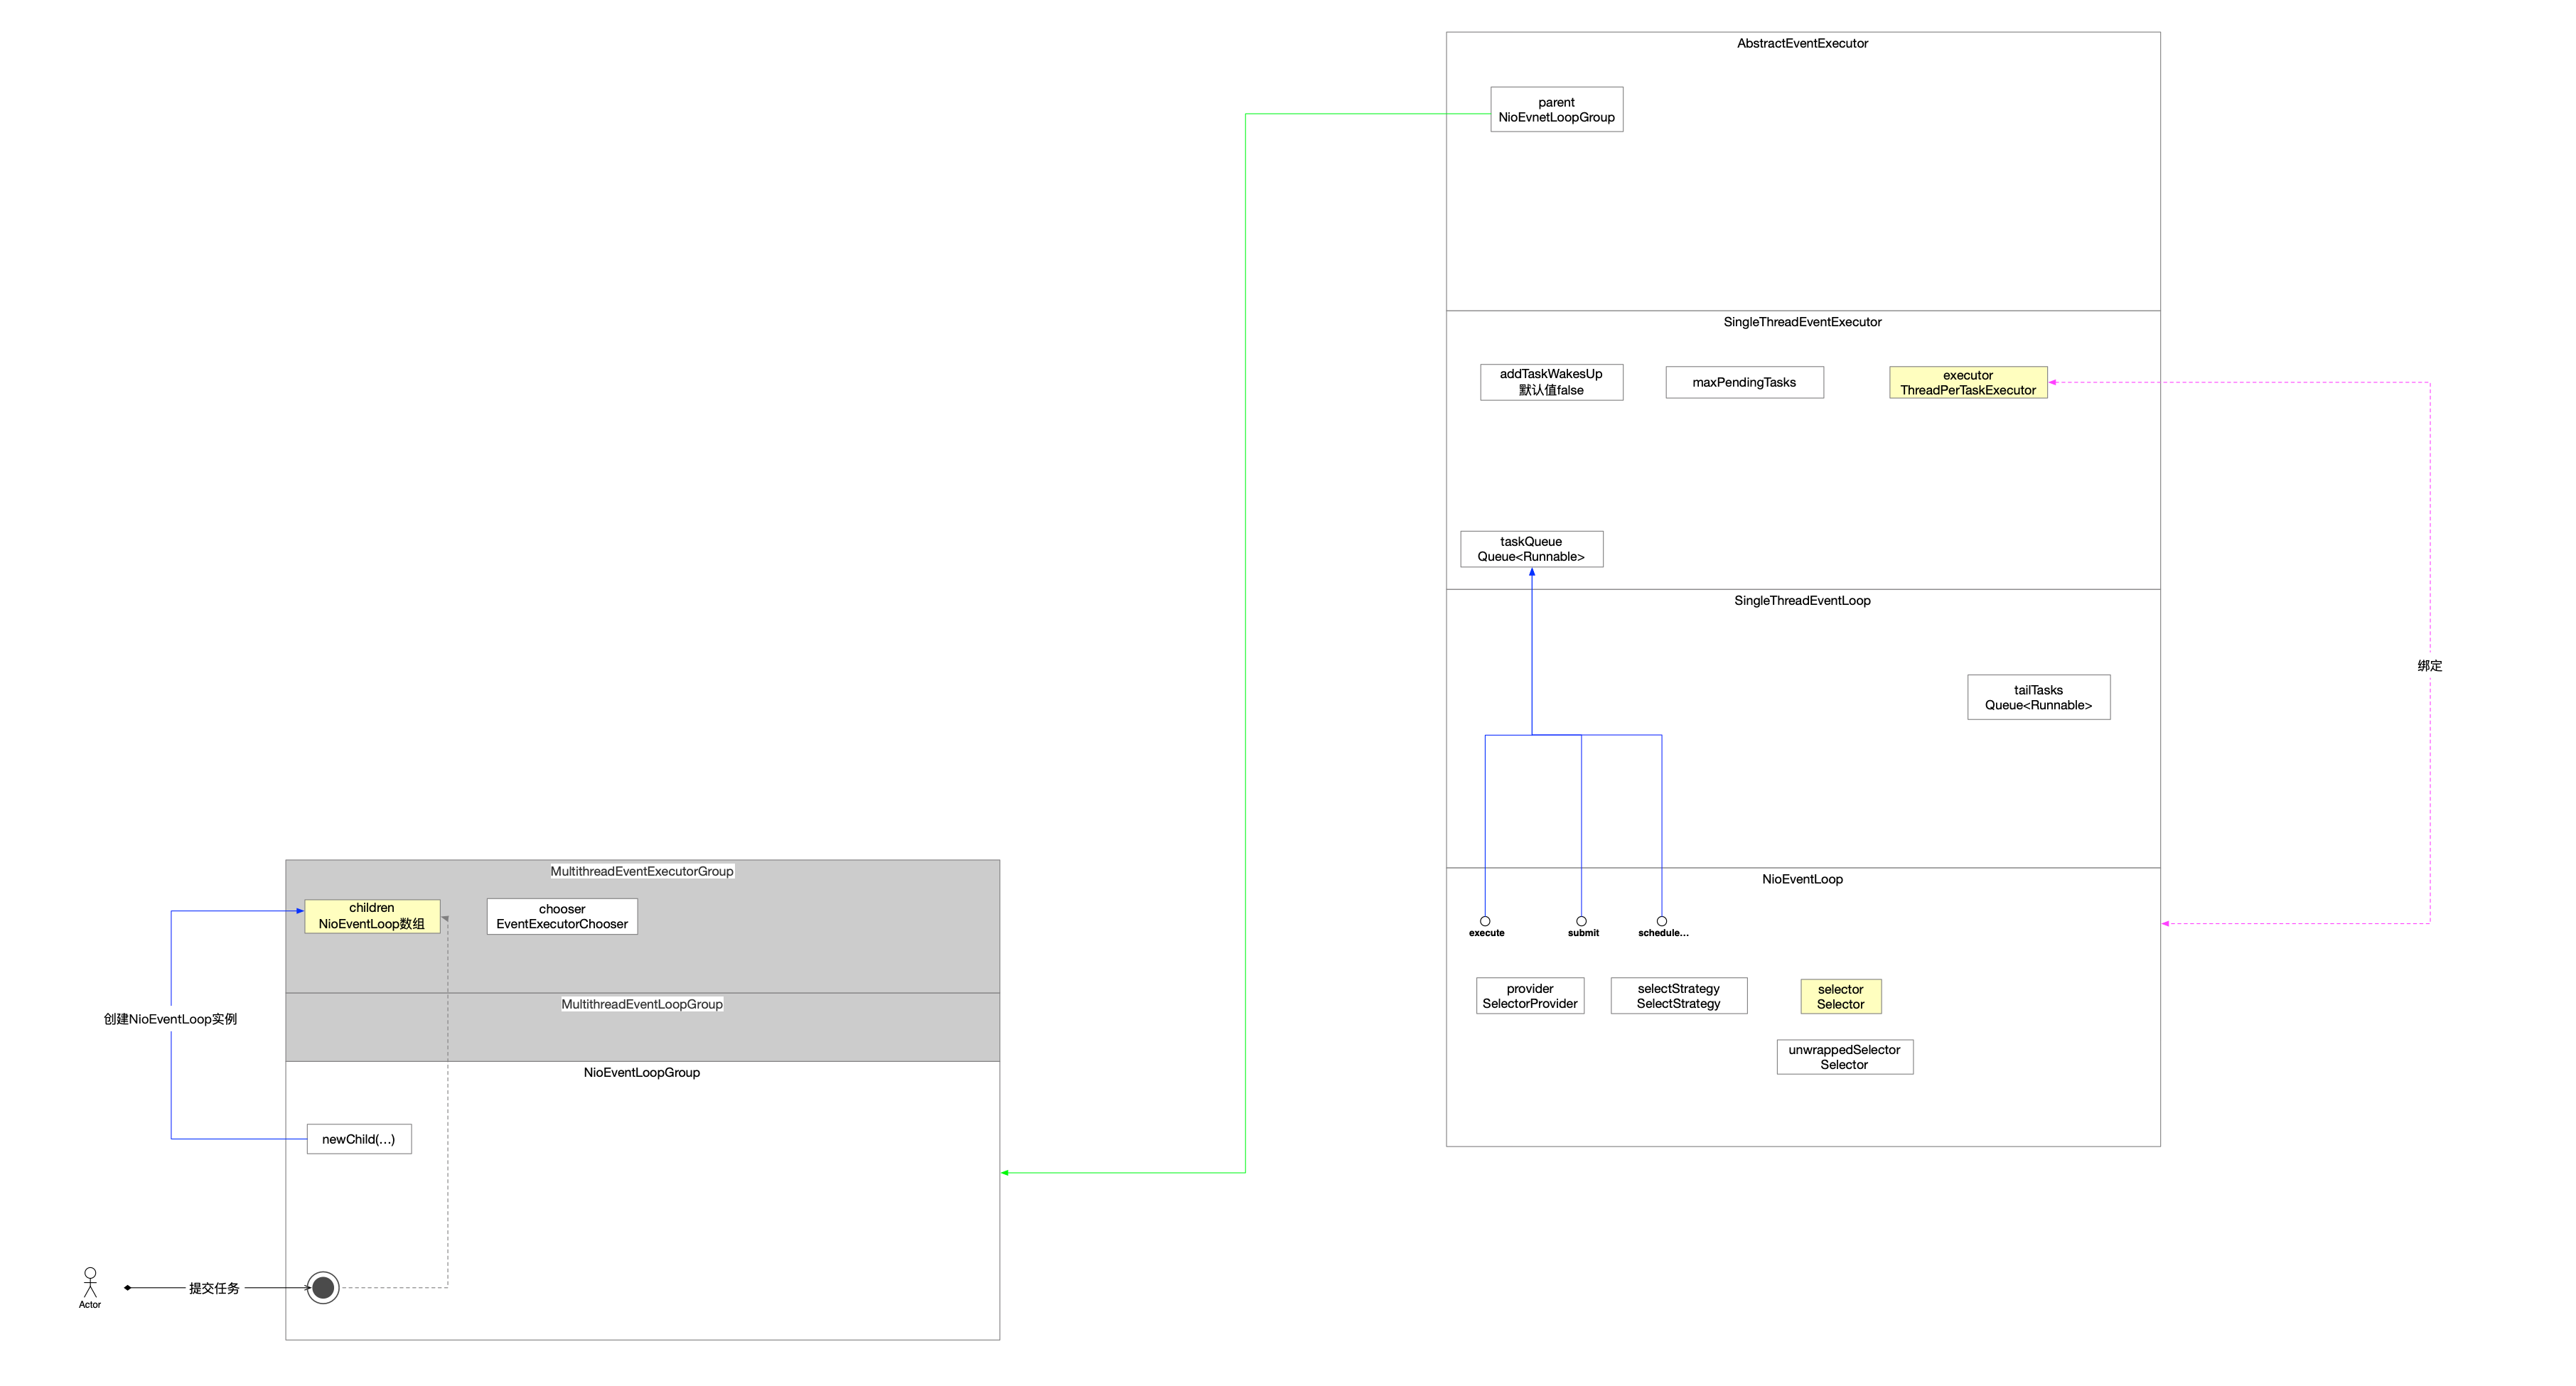 AbstractEventExecutor
parent
NioEvnetLoopGroup
SingleThreadEventExecutor
addTaskWakesUp
默认值false
maxPendingTasks
executor
ThreadPerTaskExecutor
taskQueue
Queue<Runnable>
SingleThreadEventLoop
绑定
tailTasks
Queue<Runnable>
NioEventLoop
execute
submit
schedule...
provider
SelectorProvider
selectStrategy
SelectStrategy
selector
Selector
unwrappedSelector
Selector
MultithreadEventExecutorGroup
children
NioEventLoop数组
chooser
EventExecutorChooser
MultithreadEventLoopGroup
创建NioEventLoop实例
NioEventLoopGroup
newChild(...)
提交任务
Actor